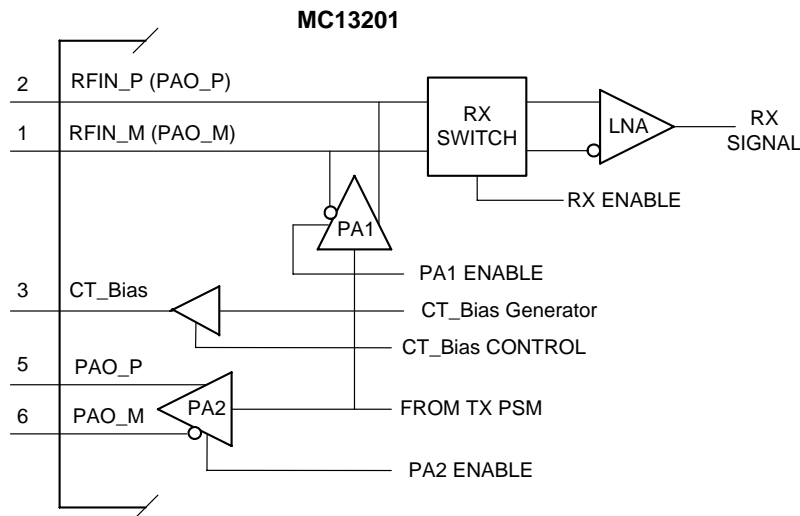 MC13201
2 RFIN_P (PAO_P)
1 RFIN_M (PAO_M)
RX
SWITCH
LNA
RX
SIGNAL
RX ENABLE
PA1
PA1 ENABLE
3 CT_Bias
CT_Bias Generator
CT_Bias CONTROL
5 PAO_P
6 PAO_M
PA2
FROM TX PSM
PA2 ENABLE